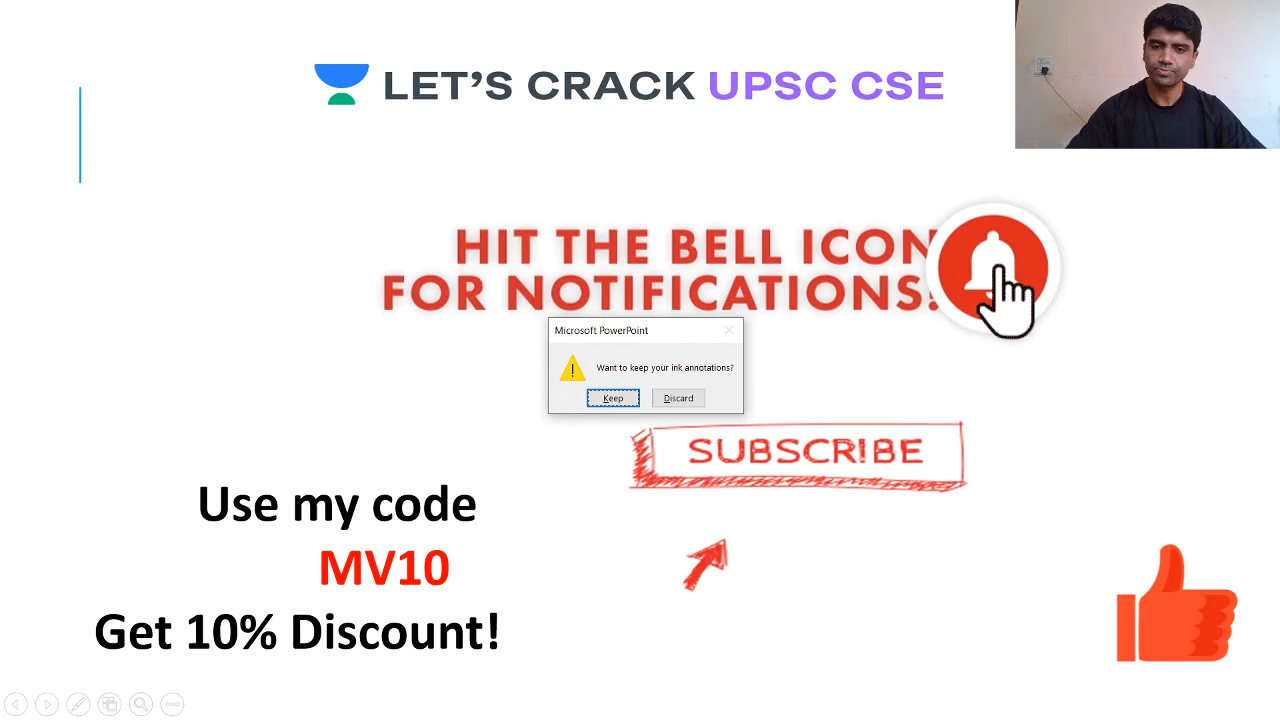 LET'S CRACK UPSC CSE
HIT THE BELL ICON
FOR NOTIFICATIONS!
Microsoft PowerPoint
Want to keep your ink annotations?
Keep Discard
SUBSCRIBE
Use my code
MV10
Get 10% Discount!